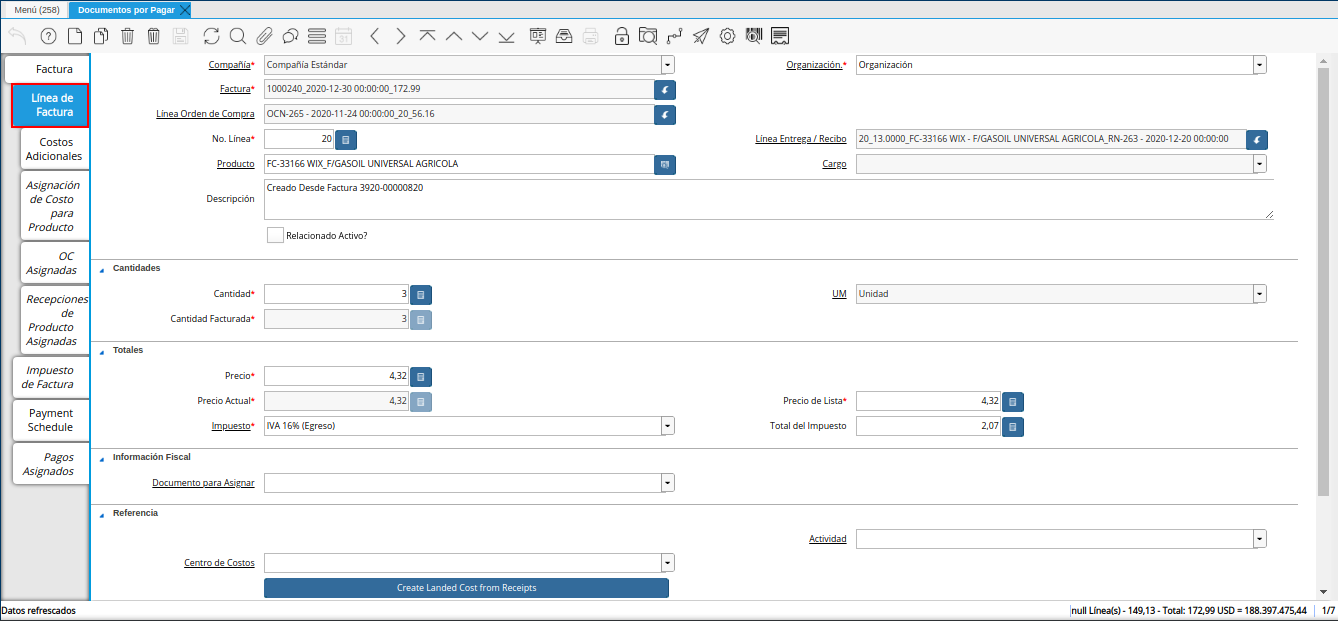 Menú (258)
Documentos por Pagar
31
Factura
Línea de
Factura
Costos
Adicionales
Asignación
de Costo
para
Producto
OC
Asignadas
Recepciones
de
Producto
Asignadas
Impuesto
de Factura
Payment
Schedule
Pagos
Asignados
Compañía* Compañía Estándar
Organización.* Organización
Factura* 1000240_2020-12-30 00:00:00_172.99
Línea Orden de Compra OCN-265 - 2020-11-24 00:00:00_20_56.16
No. Línea* 20
Línea Entrega / Recibo 20_13.0000_FC-33166 WIX - F/GASOIL UNIVERSAL AGRICOLA_RN-263 - 2020-12-20 00:00:00
Producto FC-33166 WIX_F/GASOIL UNIVERSAL AGRICOLA
Cargo
Descripción Creado Desde Factura 3920-00000820
Relacionado Activo?
Cantidades
Cantidad* 3
UM Unidad
Cantidad Facturada* 3
Totales
Precio* 4,32
Precio Actual* 4,32
Precio de Lista* 4,32
Impuesto* IVA 16% (Egreso)
Total del Impuesto 2,07
Información Fiscal
Documento para Asignar
Referencia
Actividad
Centro de Costos
Create Landed Cost from Receipts
Datos refrescados
null Línea(s) - 149,13 - Total: 172,99 USD = 188.397.475,44
1/7